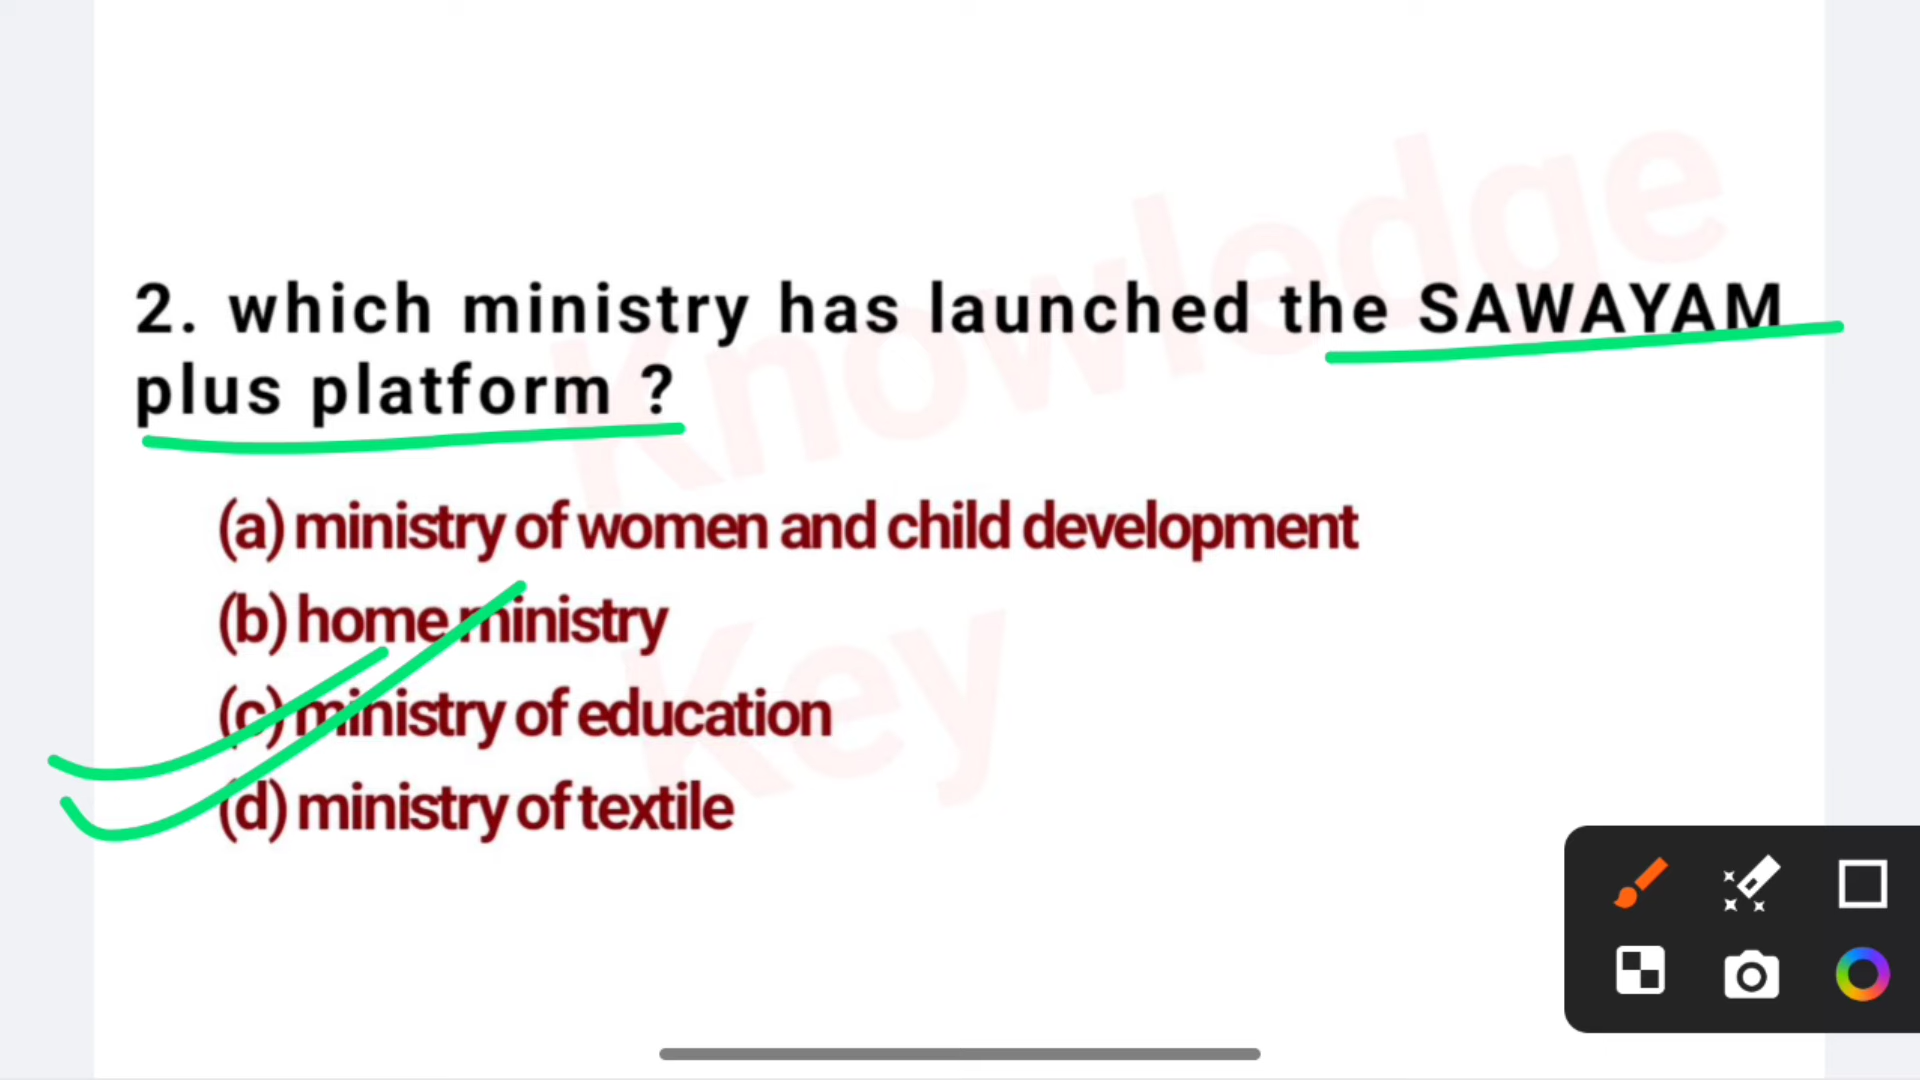 2. which ministry has launched the SAWAYAM
plus platform ?
(a) ministry of women and child development
(b) home ministry
(c) ministry of education
(d) ministry of textile
Knowledge
Key